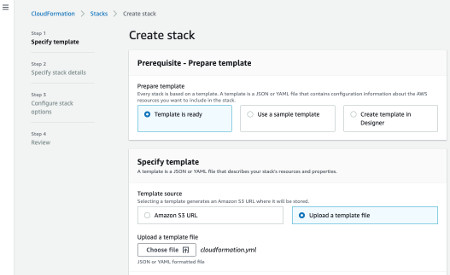 CloudFormation > Stacks > Create stack
Step 1
Specify template
Step 2
Specify stack details
Step 3
Configure stack
options
Step 4
Review
Create stack
Prerequisite - Prepare template
Prepare template
Every stack is based on a template. A template is a JSON or YAML file that contains configuration information about the AWS
resources you want to include in the stack.
Template is ready
Use a sample template
Create template in
Designer
Specify template
A template is a JSON or YAML file that describes your stack's resources and properties.
Template source
Selecting a template generates an Amazon S3 URL where it will be stored.
Amazon S3 URL
Upload a template file
Upload a template file
Choose file
cloudformation.yml
JSON or YAML formatted file